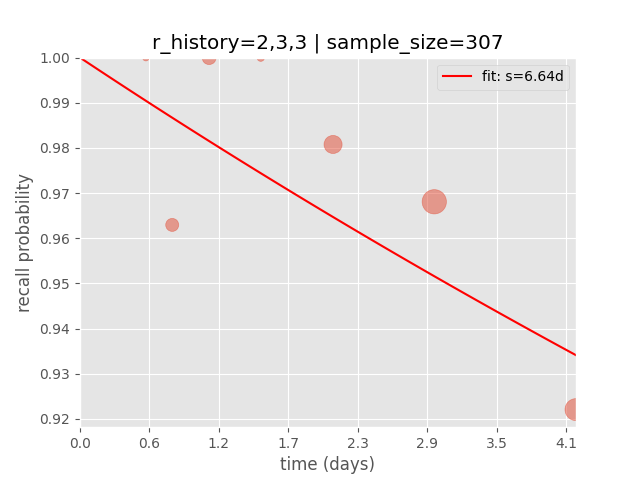 r_history=2,3,3 | sample_size=307
fit: s=6.64d
1.00
0.99
0.98
0.97
0.96
0.95
0.94
0.93
0.92
recall probability
0.0 0.6 1.2 1.7 2.3 2.9 3.5 4.1
time (days)